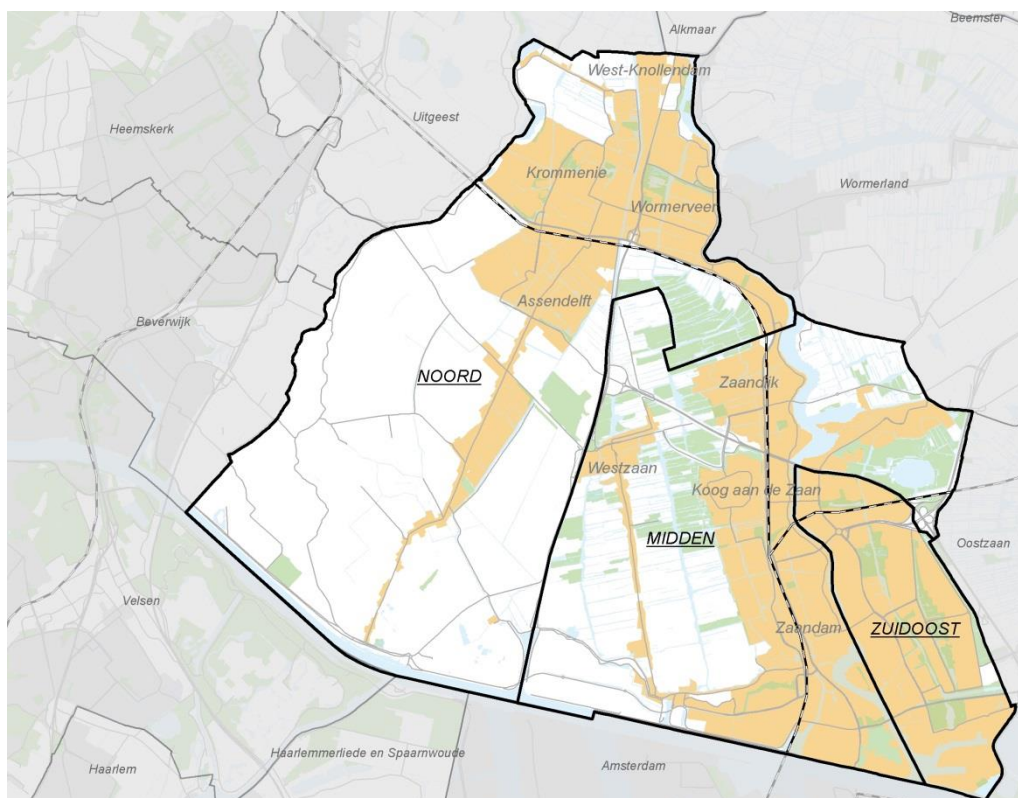 Beemster
Alkmaar
West-Knollendam
Uitgeest
Heemskerk
Krommenie
Wormerland
Wormerveer
Assendelft
Beverwijk
NOORD
Zaandijk
Westzaan
Koog aan de Zaan
MIDDEN
Oostzaan
Velsen
Zaandam
ZUIDOOST
Haarlemmerliede en Spaarnwoude
Haarlem
Amsterdam